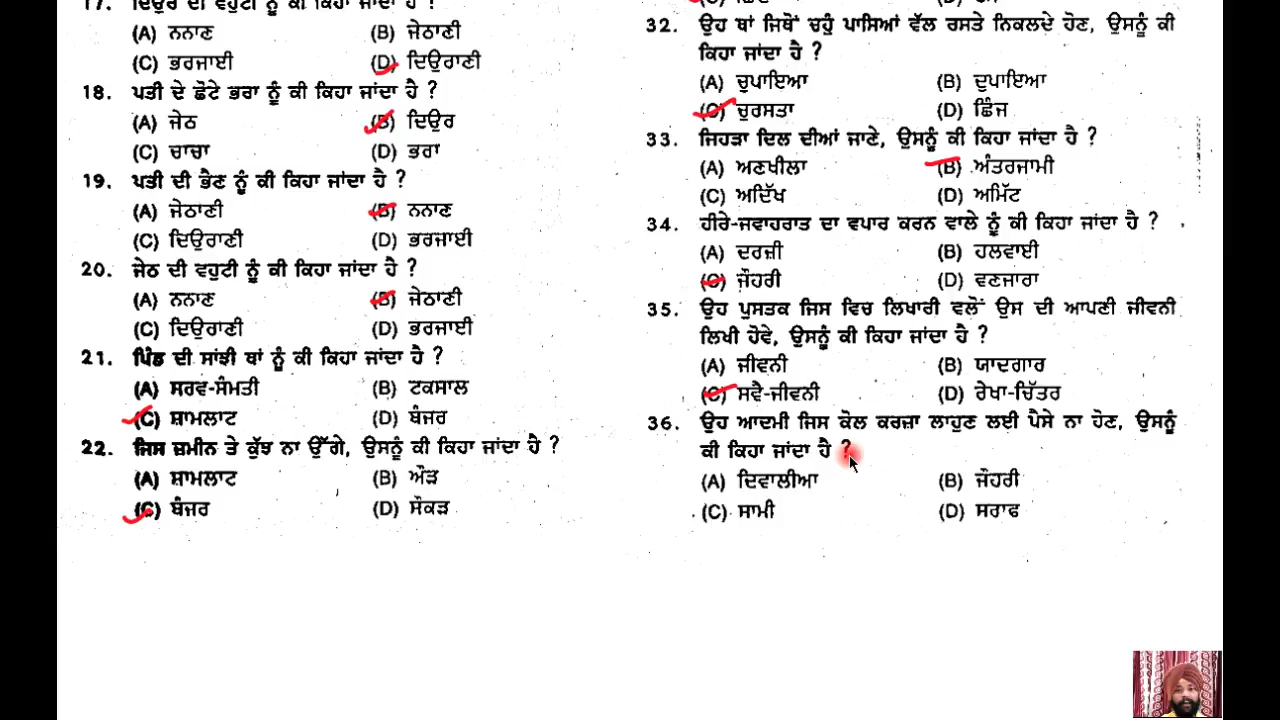 17. ਦਿਉਰ ਦੀ ਵਹੁਟੀ ਨੂੰ ਕੀ ਕਿਹਾ ਜਾਂਦਾ ਹੈ ?
(A) ਨਨਾਣ (B) ਜੇਠਾਣੀ
(C) ਭਰਜਾਈ (D) ਦਿਉਰਾਣੀ
18. ਪਤੀ ਦੇ ਛੋਟੇ ਭਰਾ ਨੂੰ ਕੀ ਕਿਹਾ ਜਾਂਦਾ ਹੈ ?
(A) ਜੇਠ (B) ਦਿਉਰ
(C) ਚਾਚਾ (D) ਭਰਾ
19. ਪਤੀ ਦੀ ਭੈਣ ਨੂੰ ਕੀ ਕਿਹਾ ਜਾਂਦਾ ਹੈ ?
(A) ਜੇਠਾਣੀ (B) ਨਨਾਣ
(C) ਦਿਉਰਾਣੀ (D) ਭਰਜਾਈ
20. ਜੇਠ ਦੀ ਵਹੁਟੀ ਨੂੰ ਕੀ ਕਿਹਾ ਜਾਂਦਾ ਹੈ ?
(A) ਨਨਾਣ (B) ਜੇਠਾਣੀ
(C) ਦਿਉਰਾਣੀ (D) ਭਰਜਾਈ
21. ਪਿੰਡ ਦੀ ਸਾਂਝੀ ਥਾਂ ਨੂੰ ਕੀ ਕਿਹਾ ਜਾਂਦਾ ਹੈ ?
(A) ਸਰਵ-ਸੰਮਤੀ (B) ਟਕਸਾਲ
(C) ਸ਼ਾਮਲਾਟ (D) ਬੰਜਰ
22. ਜਿਸ ਜ਼ਮੀਨ ਤੇ ਕੁੱਝ ਨਾ ਉੱਗੇ, ਉਸਨੂੰ ਕੀ ਕਿਹਾ ਜਾਂਦਾ ਹੈ ?
(A) ਸ਼ਾਮਲਾਟ (B) ਔੜ
(C) ਬੰਜਰ (D) ਸੌਕੜ
32. ਉਹ ਥਾਂ ਜਿਥੋਂ ਚਹੁੰ ਪਾਸਿਆਂ ਵੱਲ ਰਸਤੇ ਨਿਕਲਦੇ ਹੋਣ, ਉਸਨੂੰ ਕੀ
ਕਿਹਾ ਜਾਂਦਾ ਹੈ ?
(A) ਚੁਪਾਇਆ (B) ਦੁਪਾਇਆ
(C) ਚੁਰਸਤਾ (D) ਛਿੰਜ
33. ਜਿਹੜਾ ਦਿਲ ਦੀਆਂ ਜਾਣੇ, ਉਸਨੂੰ ਕੀ ਕਿਹਾ ਜਾਂਦਾ ਹੈ ?
(A) ਅਣਖੀਲਾ (B) ਅੰਤਰਜਾਮੀ
(C) ਅਦਿੱਖ (D) ਅਮਿੱਟ
34. ਹੀਰੇ-ਜਵਾਹਰਾਤ ਦਾ ਵਪਾਰ ਕਰਨ ਵਾਲੇ ਨੂੰ ਕੀ ਕਿਹਾ ਜਾਂਦਾ ਹੈ ?
(A) ਦਰਜ਼ੀ (B) ਹਲਵਾਈ
(C) ਜੌਹਰੀ (D) ਵਣਜਾਰਾ
35. ਉਹ ਪੁਸਤਕ ਜਿਸ ਵਿਚ ਲਿਖਾਰੀ ਵਲੋਂ ਉਸ ਦੀ ਆਪਣੀ ਜੀਵਨੀ
ਲਿਖੀ ਹੋਵੇ, ਉਸਨੂੰ ਕੀ ਕਿਹਾ ਜਾਂਦਾ ਹੈ ?
(A) ਜੀਵਨੀ (B) ਯਾਦਗਾਰ
(C) ਸਵੈ-ਜੀਵਨੀ (D) ਰੇਖਾ-ਚਿੱਤਰ
36. ਉਹ ਆਦਮੀ ਜਿਸ ਕੋਲ ਕਰਜ਼ਾ ਲਾਹੁਣ ਲਈ ਪੈਸੇ ਨਾ ਹੋਣ, ਉਸਨੂੰ
ਕੀ ਕਿਹਾ ਜਾਂਦਾ ਹੈ ?
(A) ਦਿਵਾਲੀਆ (B) ਜੌਹਰੀ
(C) ਸਾਮੀ (D) ਸਰਾਫ